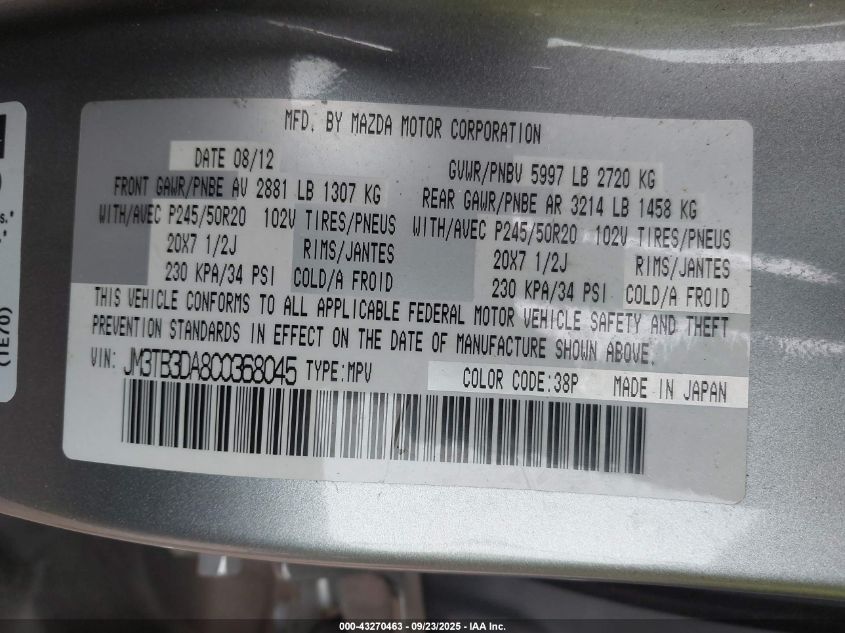 MFD. BY MAZDA MOTOR CORPORATION
DATE 08/12 GVWR/PNBV 5997 LB 2720 KG
FRONT GAWR/PNBE AV 2881 LB 1307 KG REAR GAWR/PNBE AR 3214 LB 1458 KG
WITH/AVEC P245/50R20 102V TIRES/PNEUS WITH/AVEC P245/50R20 102V TIRES/PNEUS
20X7 1/2J RIMS/JANTES 20X7 1/2J RIMS/JANTES
230 KPA/34 PSI COLD/A FROID 230 KPA/34 PSI COLD/A FROID
THIS VEHICLE CONFORMS TO ALL APPLICABLE FEDERAL MOTOR VEHICLE SAFETY AND THEFT
PREVENTION STANDARDS IN EFFECT ON THE DATE OF MANUFACTURE SHOWN ABOVE.
VIN: JM3TB3DA8C0368045 TYPE:MPV COLOR CODE:38P MADE IN JAPAN
(1E70)
000-43270463 - 09/23/2025 - IAA Inc.